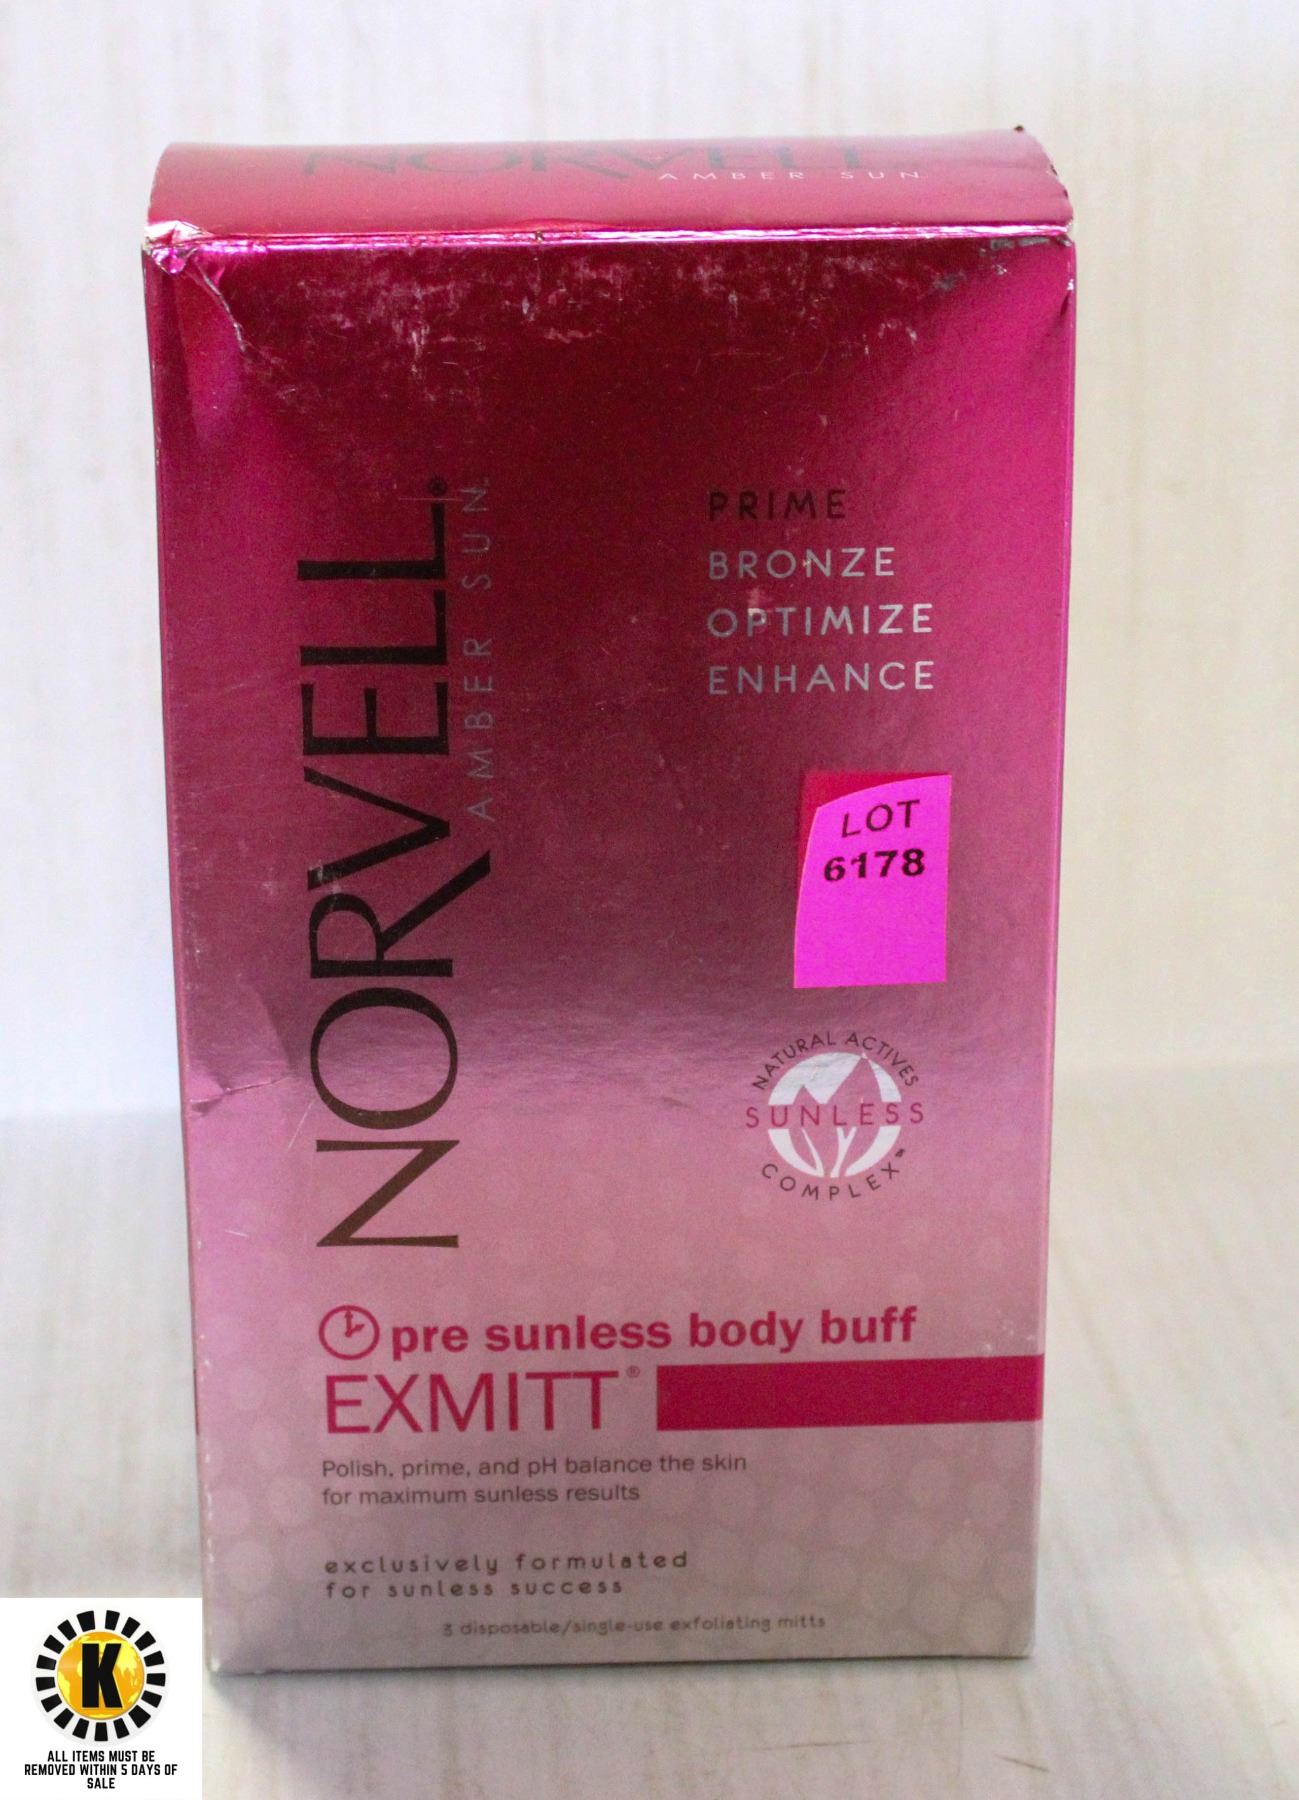 NORVELL
AMBER SUN
NORVELL®
AMBER SUN.
PRIME
BRONZE
OPTIMIZE
ENHANCE
LOT
6178
NATURAL ACTIVES
SUNLESS
COMPLEX™
pre sunless body buff
EXMITT®
Polish, prime, and pH balance the skin
for maximum sunless results
exclusively formulated
for sunless success
3 disposable/single-use exfoliating mitts
K
ALL ITEMS MUST BE
REMOVED WITHIN 5 DAYS OF
SALE